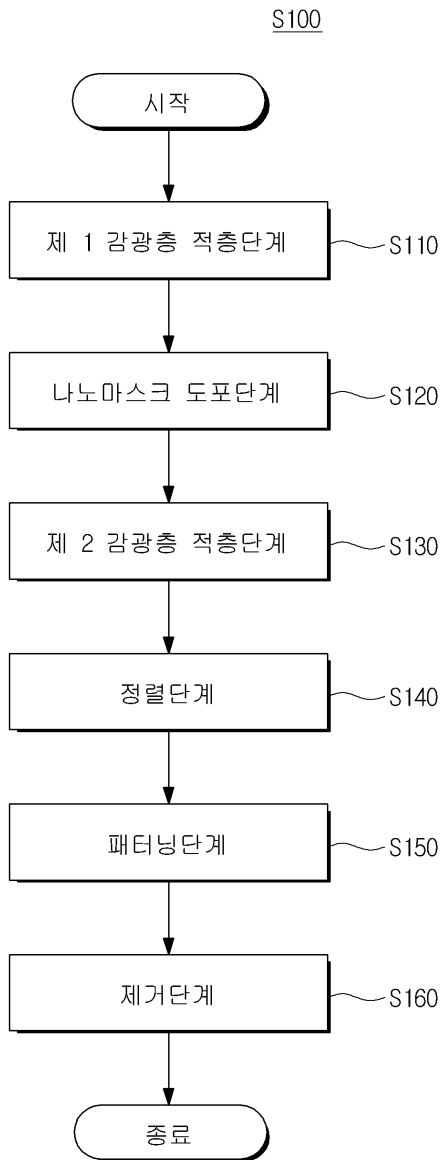 S100
시작
제 1 감광층 적층단계
S110
나노마스크 도포단계
S120
제 2 감광층 적층단계
S130
정렬단계
S140
패터닝단계
S150
제거단계
S160
종료